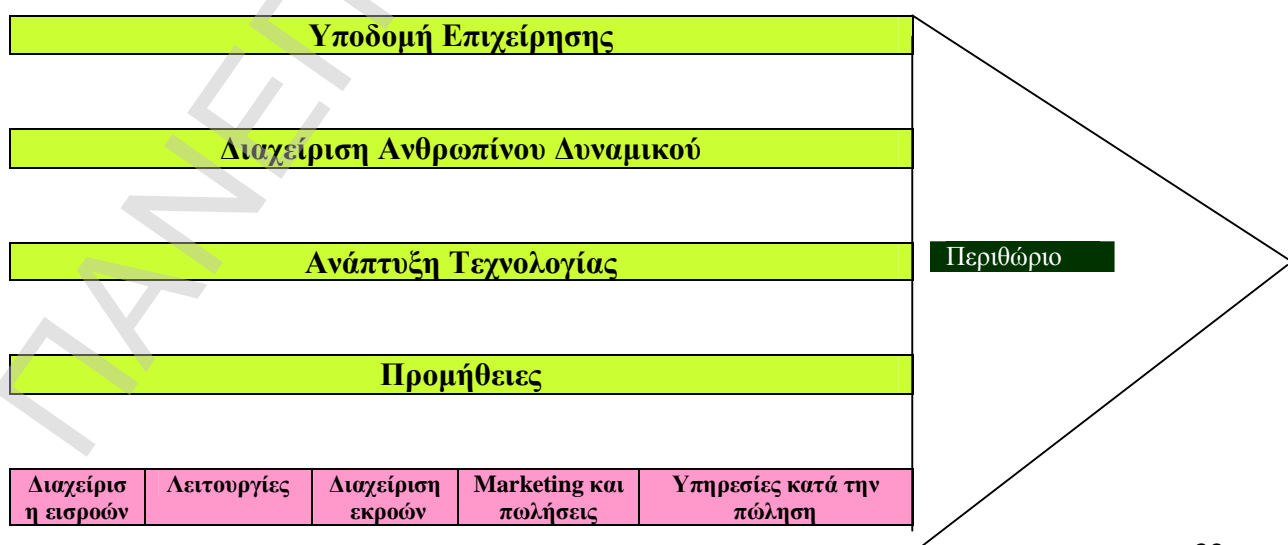 Υποδομή Επιχείρησης
Διαχείριση Ανθρωπίνου Δυναμικού
Ανάπτυξη Τεχνολογίας
Περιθώριο
Προμήθειες
Διαχείρισ
η εισροών
Λειτουργίες
Διαχείριση
εκροών
Marketing και
πωλήσεις
Υπηρεσίες κατά την
πώληση
ΠΑΝΕΠ